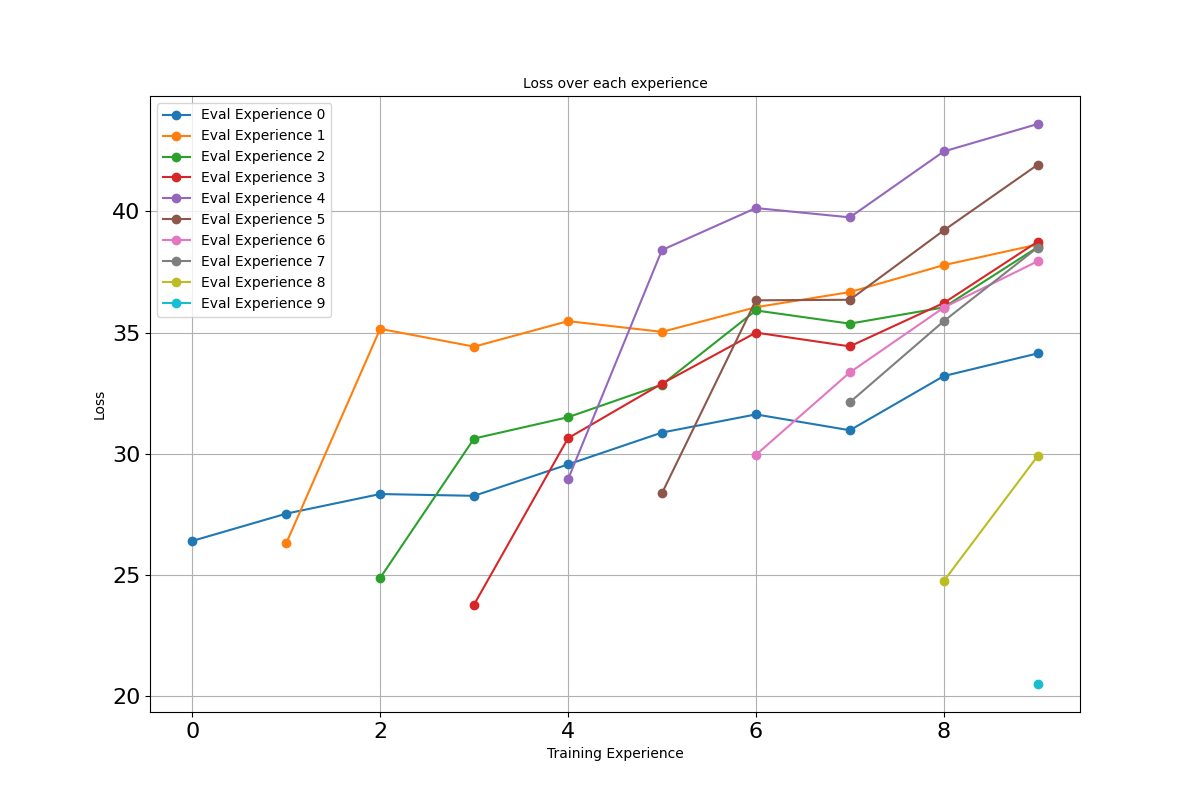 Loss over each experience
Eval Experience 0
Eval Experience 1
Eval Experience 2
Eval Experience 3
Eval Experience 4
Eval Experience 5
Eval Experience 6
Eval Experience 7
Eval Experience 8
Eval Experience 9
40
35
30
25
20
Loss
0 2 4 6 8
Training Experience